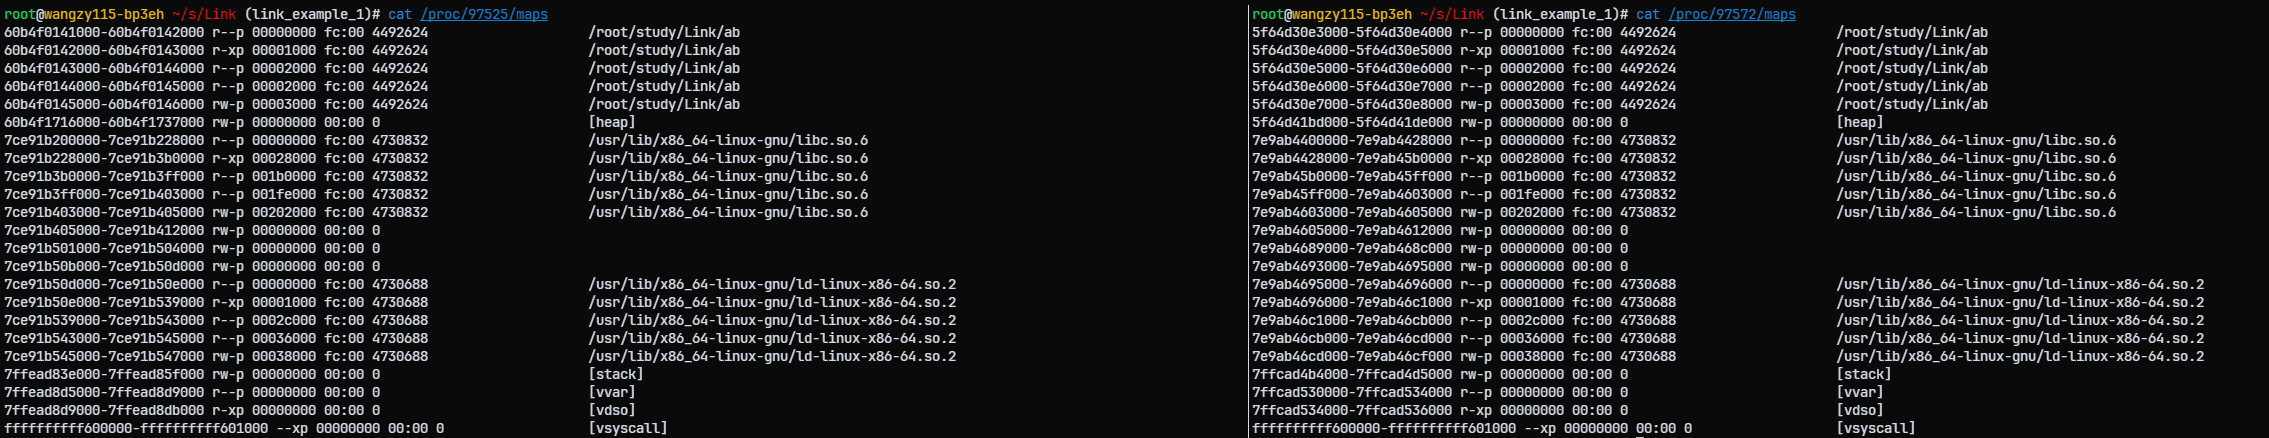 root@wangzy115-bp3eh ~/s/Link (link_example_1)# cat /proc/97525/maps
60b4f0141000-60b4f0142000 r--p 00000000 fc:00 4492624 /root/study/Link/ab
60b4f0142000-60b4f0143000 r-xp 00001000 fc:00 4492624 /root/study/Link/ab
60b4f0143000-60b4f0144000 r--p 00002000 fc:00 4492624 /root/study/Link/ab
60b4f0144000-60b4f0145000 r--p 00002000 fc:00 4492624 /root/study/Link/ab
60b4f0145000-60b4f0146000 rw-p 00003000 fc:00 4492624 /root/study/Link/ab
60b4f1716000-60b4f1737000 rw-p 00000000 00:00 0 [heap]
7ce91b200000-7ce91b228000 r--p 00000000 fc:00 4730832 /usr/lib/x86_64-linux-gnu/libc.so.6
7ce91b228000-7ce91b3b0000 r-xp 00028000 fc:00 4730832 /usr/lib/x86_64-linux-gnu/libc.so.6
7ce91b3b0000-7ce91b3ff000 r--p 001b0000 fc:00 4730832 /usr/lib/x86_64-linux-gnu/libc.so.6
7ce91b3ff000-7ce91b403000 r--p 001fe000 fc:00 4730832 /usr/lib/x86_64-linux-gnu/libc.so.6
7ce91b403000-7ce91b405000 rw-p 00202000 fc:00 4730832 /usr/lib/x86_64-linux-gnu/libc.so.6
7ce91b405000-7ce91b412000 rw-p 00000000 00:00 0
7ce91b501000-7ce91b504000 rw-p 00000000 00:00 0
7ce91b50b000-7ce91b50d000 rw-p 00000000 00:00 0
7ce91b50d000-7ce91b50e000 r--p 00000000 fc:00 4730688 /usr/lib/x86_64-linux-gnu/ld-linux-x86-64.so.2
7ce91b50e000-7ce91b539000 r-xp 00001000 fc:00 4730688 /usr/lib/x86_64-linux-gnu/ld-linux-x86-64.so.2
7ce91b539000-7ce91b543000 r--p 0002c000 fc:00 4730688 /usr/lib/x86_64-linux-gnu/ld-linux-x86-64.so.2
7ce91b543000-7ce91b545000 r--p 00036000 fc:00 4730688 /usr/lib/x86_64-linux-gnu/ld-linux-x86-64.so.2
7ce91b545000-7ce91b547000 rw-p 00038000 fc:00 4730688 /usr/lib/x86_64-linux-gnu/ld-linux-x86-64.so.2
7ffead83e000-7ffead85f000 rw-p 00000000 00:00 0 [stack]
7ffead8d5000-7ffead8d9000 r--p 00000000 00:00 0 [vvar]
7ffead8d9000-7ffead8db000 r-xp 00000000 00:00 0 [vdso]
ffffffffff600000-ffffffffff601000 --xp 00000000 00:00 0 [vsyscall]
root@wangzy115-bp3eh ~/s/Link (link_example_1)# cat /proc/97572/maps
5f64d30e3000-5f64d30e4000 r--p 00000000 fc:00 4492624 /root/study/Link/ab
5f64d30e4000-5f64d30e5000 r-xp 00001000 fc:00 4492624 /root/study/Link/ab
5f64d30e5000-5f64d30e6000 r--p 00002000 fc:00 4492624 /root/study/Link/ab
5f64d30e6000-5f64d30e7000 r--p 00002000 fc:00 4492624 /root/study/Link/ab
5f64d30e7000-5f64d30e8000 rw-p 00003000 fc:00 4492624 /root/study/Link/ab
5f64d41bd000-5f64d41de000 rw-p 00000000 00:00 0 [heap]
7e9ab4400000-7e9ab4428000 r--p 00000000 fc:00 4730832 /usr/lib/x86_64-linux-gnu/libc.so.6
7e9ab4428000-7e9ab45b0000 r-xp 00028000 fc:00 4730832 /usr/lib/x86_64-linux-gnu/libc.so.6
7e9ab45b0000-7e9ab45ff000 r--p 001b0000 fc:00 4730832 /usr/lib/x86_64-linux-gnu/libc.so.6
7e9ab45ff000-7e9ab4603000 r--p 001fe000 fc:00 4730832 /usr/lib/x86_64-linux-gnu/libc.so.6
7e9ab4603000-7e9ab4605000 rw-p 00202000 fc:00 4730832 /usr/lib/x86_64-linux-gnu/libc.so.6
7e9ab4605000-7e9ab4612000 rw-p 00000000 00:00 0
7e9ab4689000-7e9ab468c000 rw-p 00000000 00:00 0
7e9ab4693000-7e9ab4695000 rw-p 00000000 00:00 0
7e9ab4695000-7e9ab4696000 r--p 00000000 fc:00 4730688 /usr/lib/x86_64-linux-gnu/ld-linux-x86-64.so.2
7e9ab4696000-7e9ab46c1000 r-xp 00001000 fc:00 4730688 /usr/lib/x86_64-linux-gnu/ld-linux-x86-64.so.2
7e9ab46c1000-7e9ab46cb000 r--p 0002c000 fc:00 4730688 /usr/lib/x86_64-linux-gnu/ld-linux-x86-64.so.2
7e9ab46cb000-7e9ab46cd000 r--p 00036000 fc:00 4730688 /usr/lib/x86_64-linux-gnu/ld-linux-x86-64.so.2
7e9ab46cd000-7e9ab46cf000 rw-p 00038000 fc:00 4730688 /usr/lib/x86_64-linux-gnu/ld-linux-x86-64.so.2
7ffcad4b4000-7ffcad4d5000 rw-p 00000000 00:00 0 [stack]
7ffcad530000-7ffcad534000 r--p 00000000 00:00 0 [vvar]
7ffcad534000-7ffcad536000 r-xp 00000000 00:00 0 [vdso]
ffffffffff600000-ffffffffff601000 --xp 00000000 00:00 0 [vsyscall]